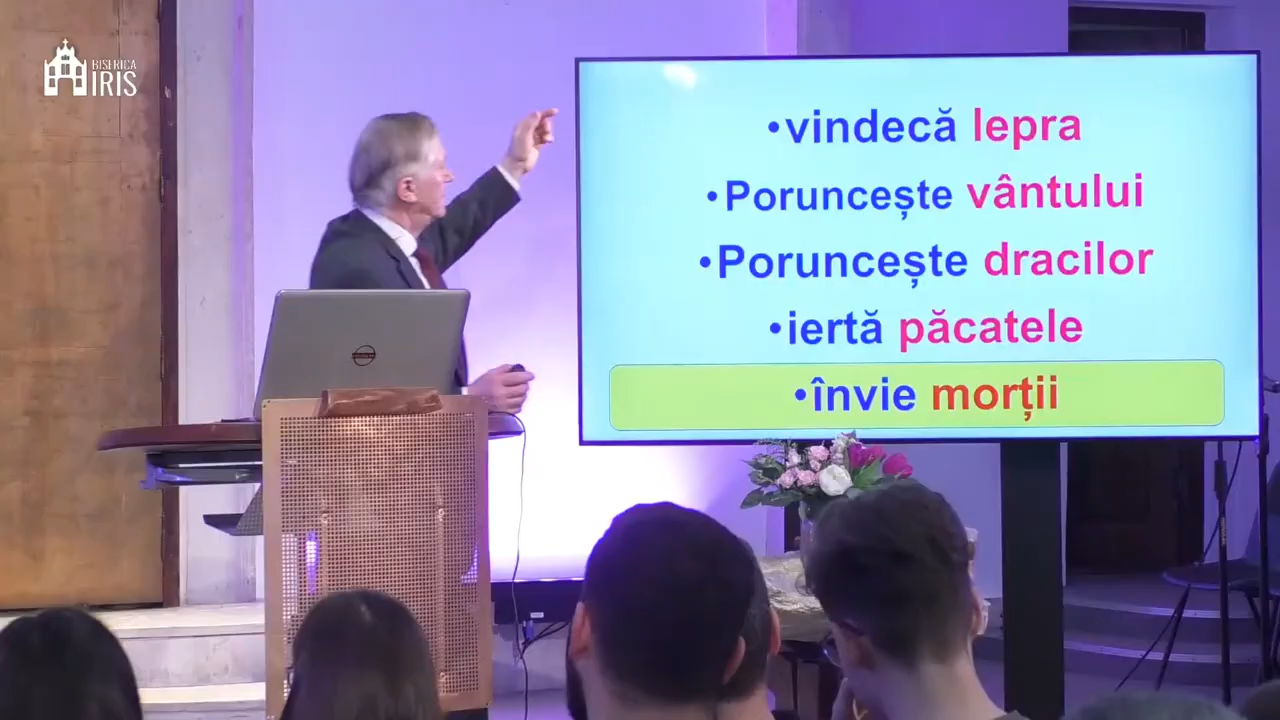 BISERICA
IRIS
•vindecă lepra
•Poruncește vântului
•Poruncește dracilor
•iertă păcatele
•învie morții